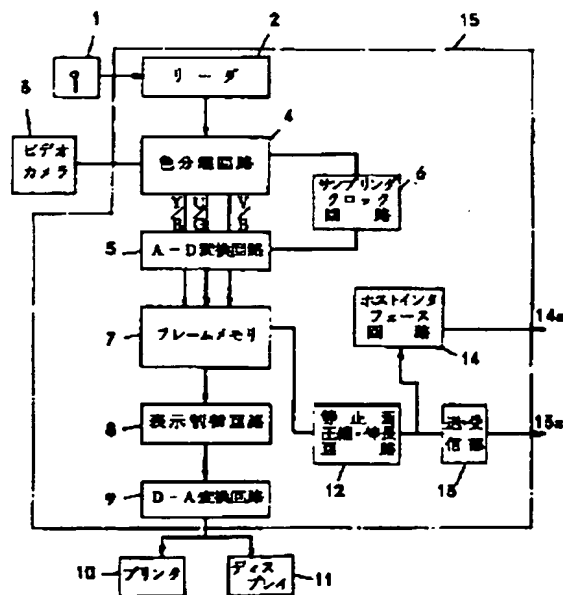 1
2
15
リーダ
3
4
ビデオ
カメラ
色分離回路
6
サンプリング
クロック
回路
Y U V
R G B
5
A-D変換回路
7
フレームメモリ
ホストインタ
フェース
回路
14a
14
8
表示制御回路
静止画
圧縮・伸長
回路
送受
信部
13a
12
13
9
D-A変換回路
10
プリンタ
ディス
プレイ
11